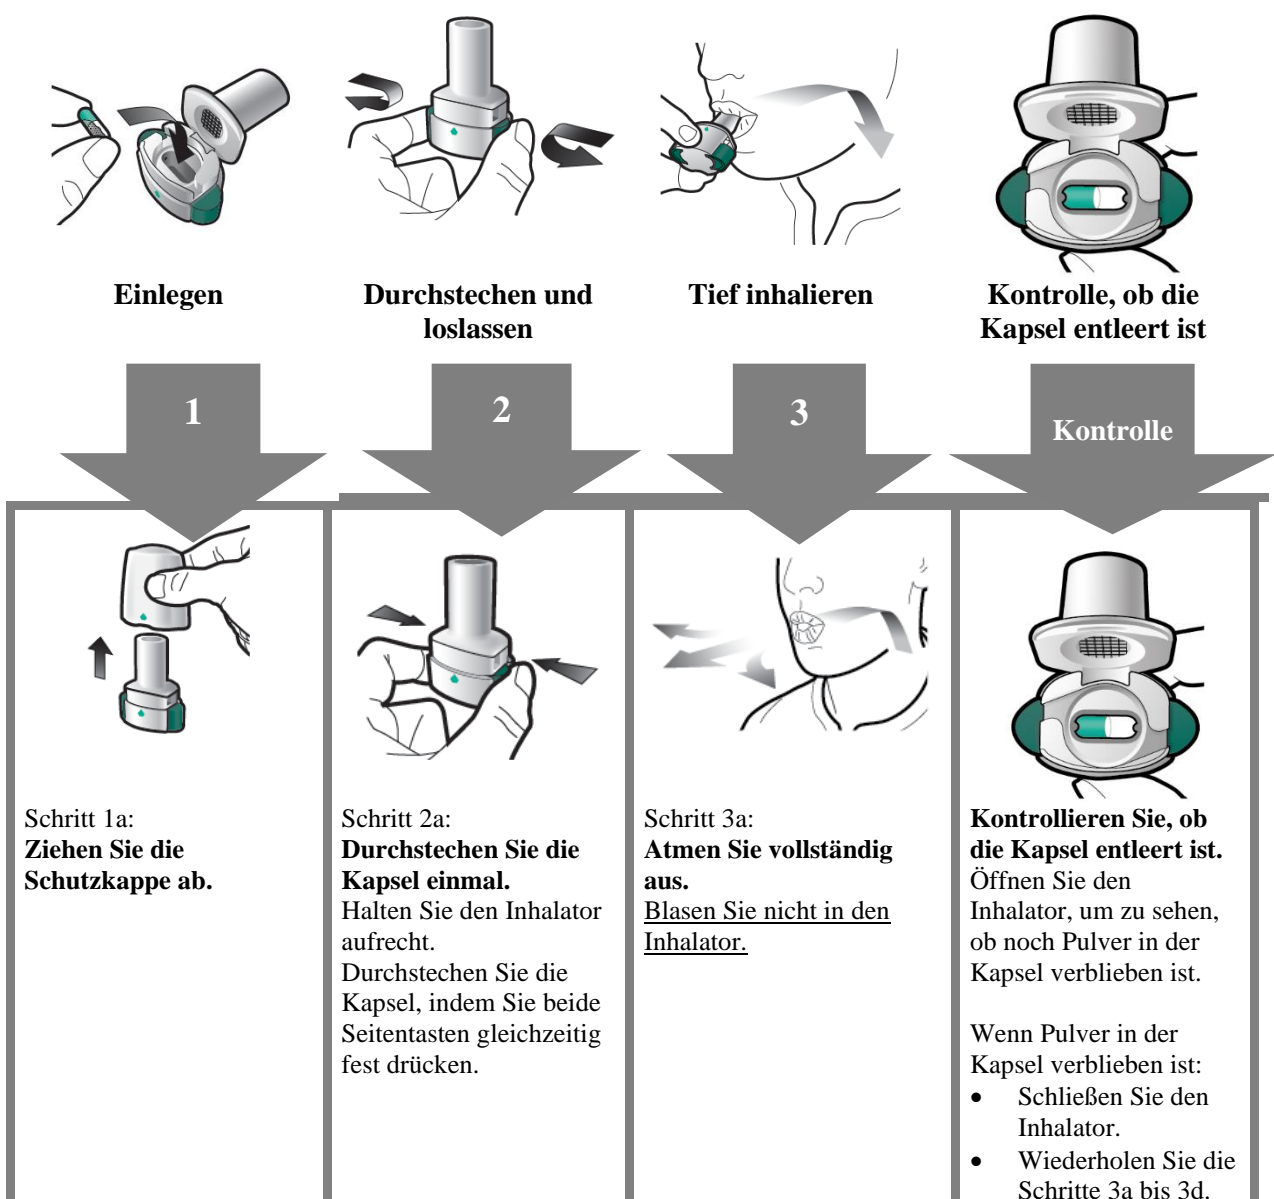 Einlegen
Durchstechen und
loslassen
Tief inhalieren
Kontrolle, ob die
Kapsel entleert ist
1
2
3
Kontrolle
Schritt 1a:
Ziehen Sie die
Schutzkappe ab.
Schritt 2a:
Durchstechen Sie die
Kapsel einmal.
Halten Sie den Inhalator
aufrecht.
Durchstechen Sie die
Kapsel, indem Sie beide
Seitentasten gleichzeitig
fest drücken.
Schritt 3a:
Atmen Sie vollständig
aus.
Blasen Sie nicht in den
Inhalator.
Kontrollieren Sie, ob
die Kapsel entleert ist.
Öffnen Sie den
Inhalator, um zu sehen,
ob noch Pulver in der
Kapsel verblieben ist.
Wenn Pulver in der
Kapsel verblieben ist:
• Schließen Sie den
Inhalator.
• Wiederholen Sie die
Schritte 3a bis 3d.